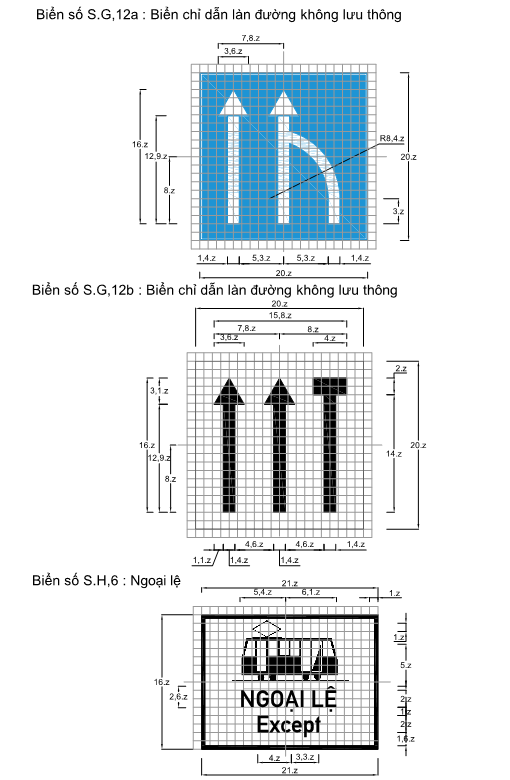 Biển số S.G,12a : Biển chỉ dẫn làn đường không lưu thông
7,8.z
3,6.z
R8,4.z
16.z
12,9.z
20.z
8.z
3.z
1,4.z 5,3.z 5,3.z 1,4.z
20.z
Biển số S.G,12b : Biển chỉ dẫn làn đường không lưu thông
20.z
15,8.z
7,8.z 8.z
3,6.z 4.z
2.z
3,1.z
16.z
12,9.z
20.z
14.z
8.z
4,6.z 4,6.z 1,4.z
1,1.z 1,4.z 1,4.z
Biển số S.H,6 : Ngoại lệ
21.z
5,4.z 6,1.z 1.z
1.z
5.z
16.z
2,6.z
NGOẠI LỆ
2.z
1.z
Except
2.z
1,6.z
4.z 3,3.z
21.z